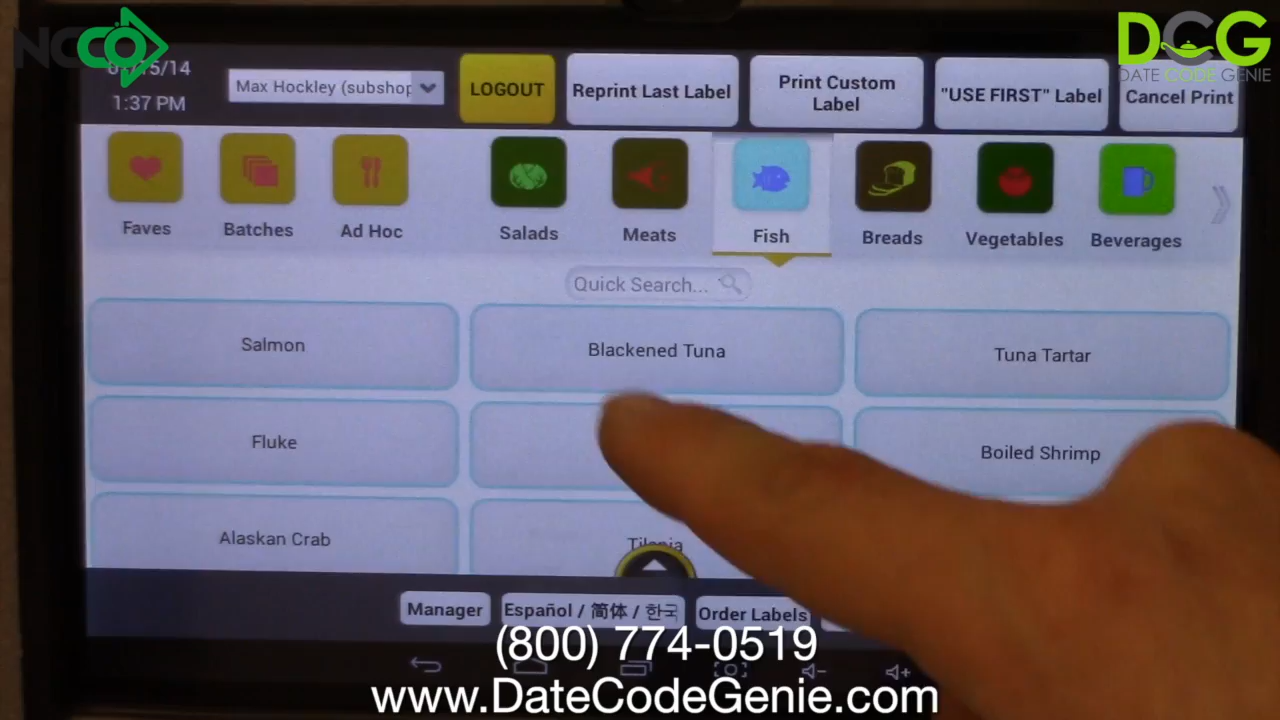 NCCO
DCG
DATE CODE GENIE
1:37 PM
Max Hockley (subshop
LOGOUT
Reprint Last Label
Print Custom
Label
"USE FIRST" Label
Cancel Print
Faves
Batches
Ad Hoc
Salads
Meats
Fish
Breads
Vegetables
Beverages
Quick Search...
Salmon
Blackened Tuna
Tuna Tartar
Fluke
Boiled Shrimp
Alaskan Crab
Tilapia
Manager
Español / 简体 / 한국
Order Labels
(800) 774-0519
www.DateCodeGenie.com